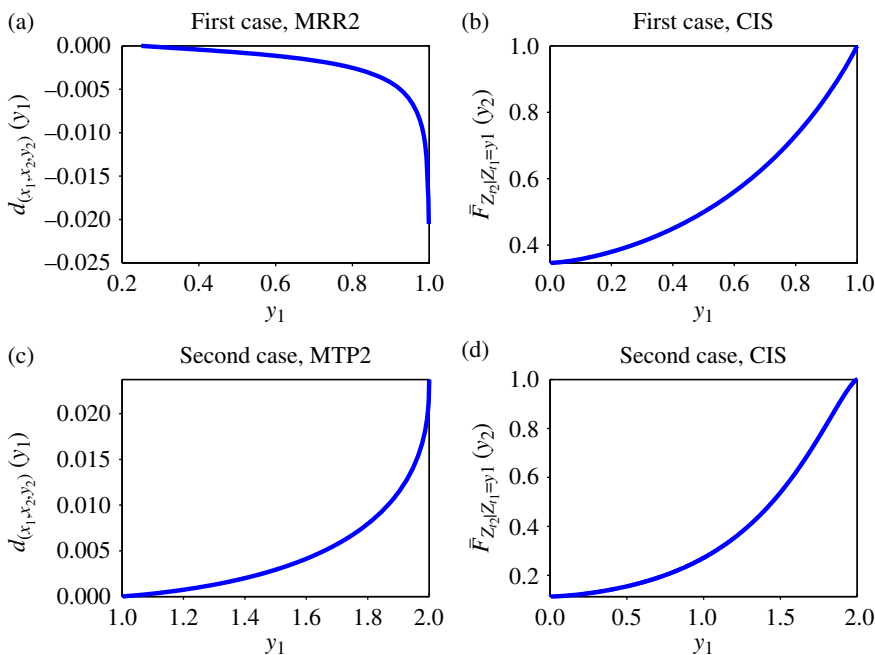 (a) First case, MRR2
0.000
–0.005
–0.010
–0.015
–0.020
–0.025
d(x1,x2,y2) (y1)
0.2 0.4 0.6 0.8 1.0
y1
(b) First case, CIS
1.0
0.8
0.6
0.4
F̄Zt2|Zt1=y1 (y2)
0.0 0.2 0.4 0.6 0.8 1.0
y1
(c) Second case, MTP2
0.020
0.015
0.010
0.005
0.000
d(x1,x2,y2) (y1)
1.0 1.2 1.4 1.6 1.8 2.0
y1
(d) Second case, CIS
1.0
0.8
0.6
0.4
0.2
F̄Zt2|Zt1=y1 (y2)
0.0 0.5 1.0 1.5 2.0
y1